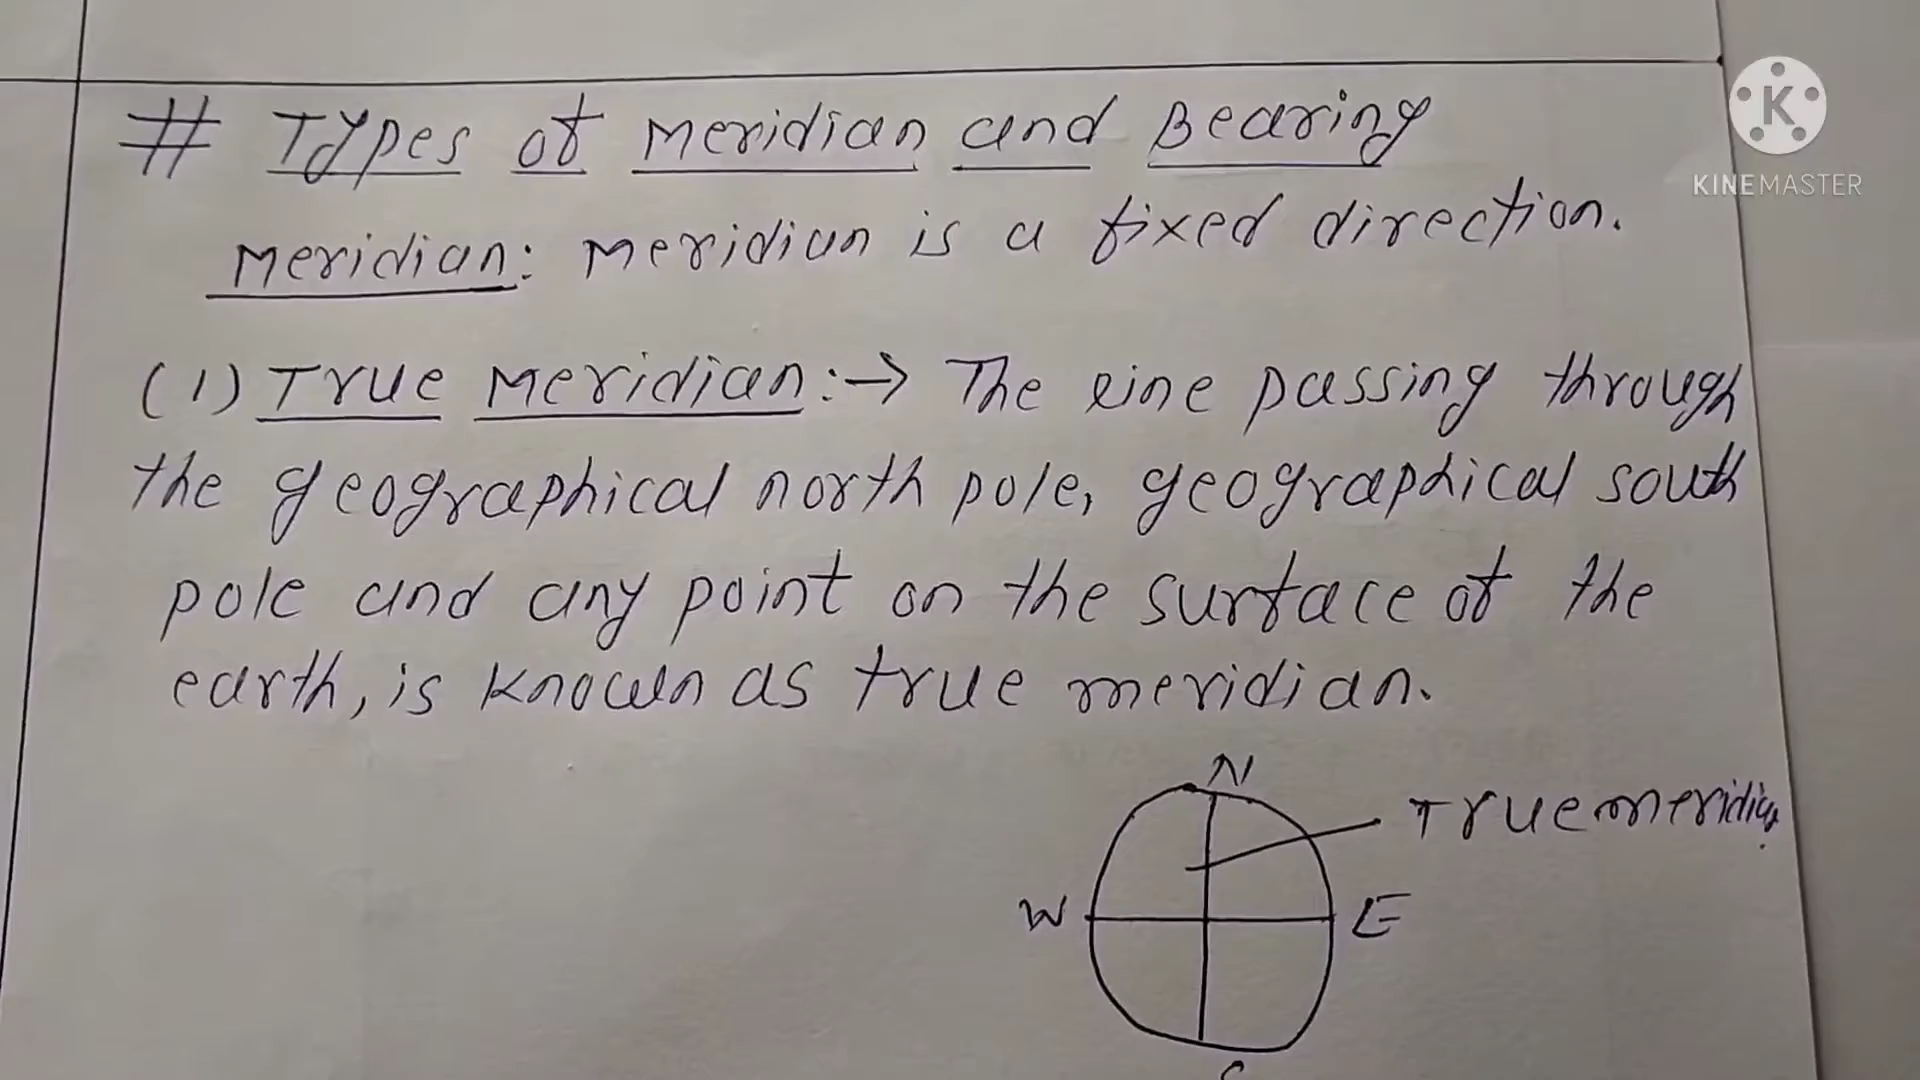 # Types of Meridian and Bearing
Meridian: Meridian is a fixed direction.
(1) True Meridian:→ The line passing through
the geographical north pole, geographical south
pole and any point on the surface of the
earth, is known as true meridian.
N
True meridian
W E
KINEMASTER